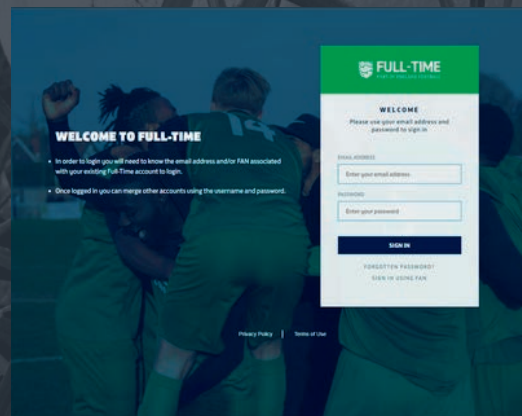 FULL-TIME
PART OF ENGLAND FOOTBALL
WELCOME
Please use your email address and
password to sign in
EMAIL ADDRESS
Enter your email address
PASSWORD
Enter your password
SIGN IN
FORGOTTEN PASSWORD?
SIGN IN USING FAN
WELCOME TO FULL-TIME
• In order to login you will need to know the email address and/or FAN associated
with your existing Full-Time account to login.
• Once logged in you can merge other accounts using the username and password.
14
Privacy Policy | Terms of Use